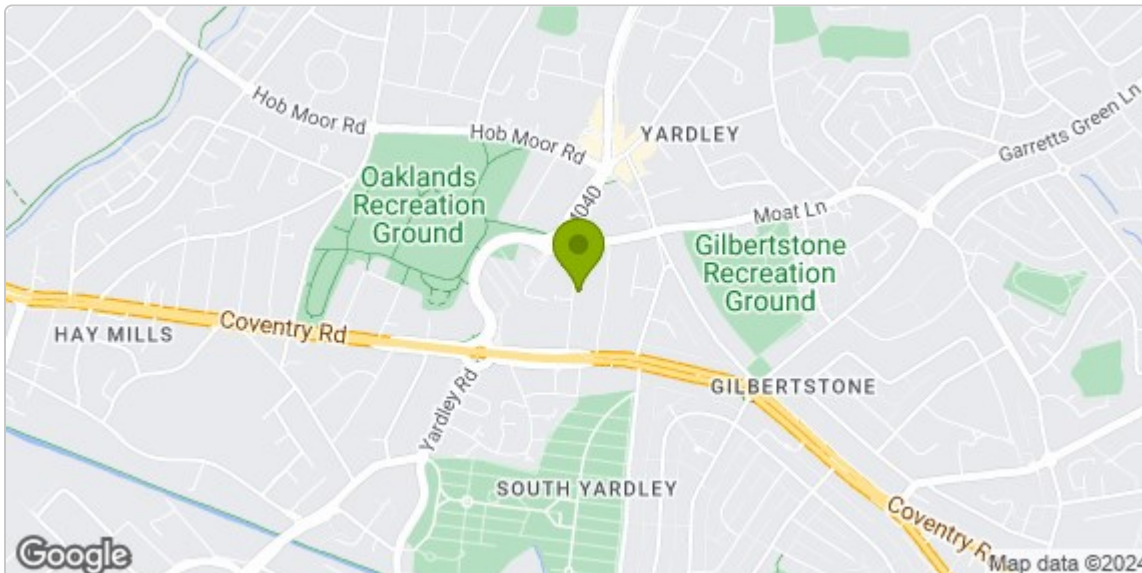 Hob Moor Rd
Hob Moor Rd
YARDLEY
Garretts Green Ln
Oaklands
Recreation
Ground
4040
Moat Ln
Gilbertstone
Recreation
Ground
HAY MILLS
Coventry Rd
Yardley Rd
GILBERTSTONE
SOUTH YARDLEY
Coventry R
Google
Map data ©2024